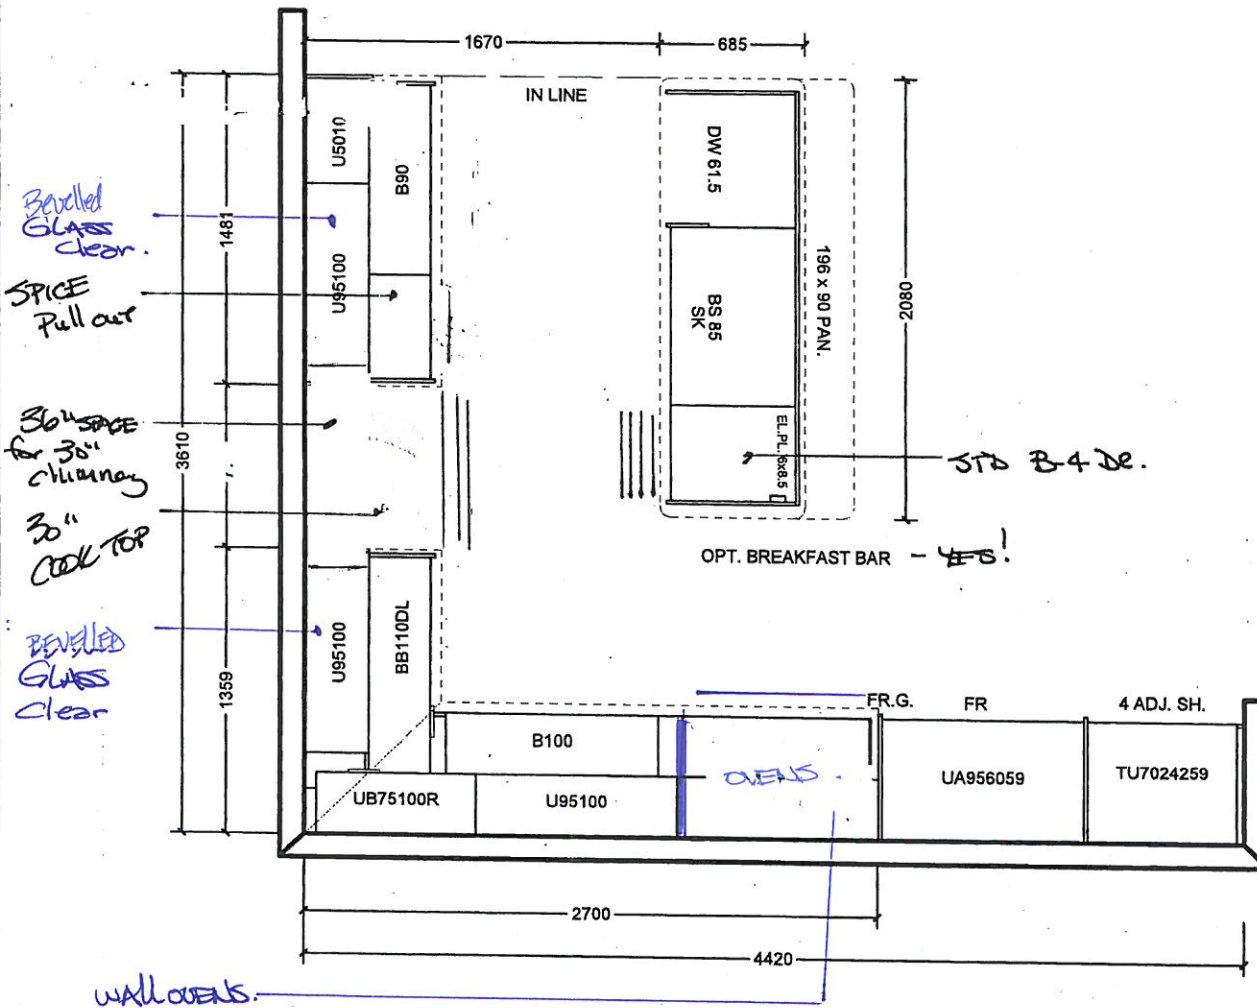 1670
685
IN LINE
U5010
B90
DW 61.5
Bevelled
GLASS
Clear.
1481
U95100
SPICE
Pull out
BS 85
SK
196 x 90 PAN.
2080
36" SPACE
for 30"
chimney
3610
EL.PL. 6x8.5
STD B-4 DR.
30"
COOK TOP
OPT. BREAKFAST BAR - YES!
BEVELLED
GLASS
Clear
U95100
BB110DL
1359
FR.G.
FR
4 ADJ. SH.
B100
OVENS.
UA956059
TU7024259
UB75100R
U95100
2700
4420
WALL OVENS.